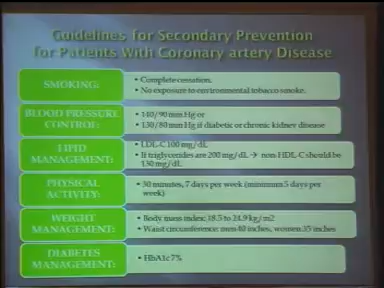 Guidelines for Secondary Prevention
for Patients With Coronary artery Disease
SMOKING:
• Complete cessation.
• No exposure to environmental tobacco smoke.
BLOOD PRESSURE
CONTROL:
• 140/90 mm Hg or
• 130/80 mm Hg if diabetic or chronic kidney disease
LIPID
MANAGEMENT:
• LDL-C 100 mg/dL
• If triglycerides are 200 mg/dL → non-HDL-C should be
130 mg/dL
PHYSICAL
ACTIVITY:
• 30 minutes, 7 days per week (minimum 5 days per
week)
WEIGHT
MANAGEMENT:
• Body mass index: 18.5 to 24.9 kg/m2
• Waist circumference: men 40 inches, women 35 inches
DIABETES
MANAGEMENT:
• HbA1c 7%